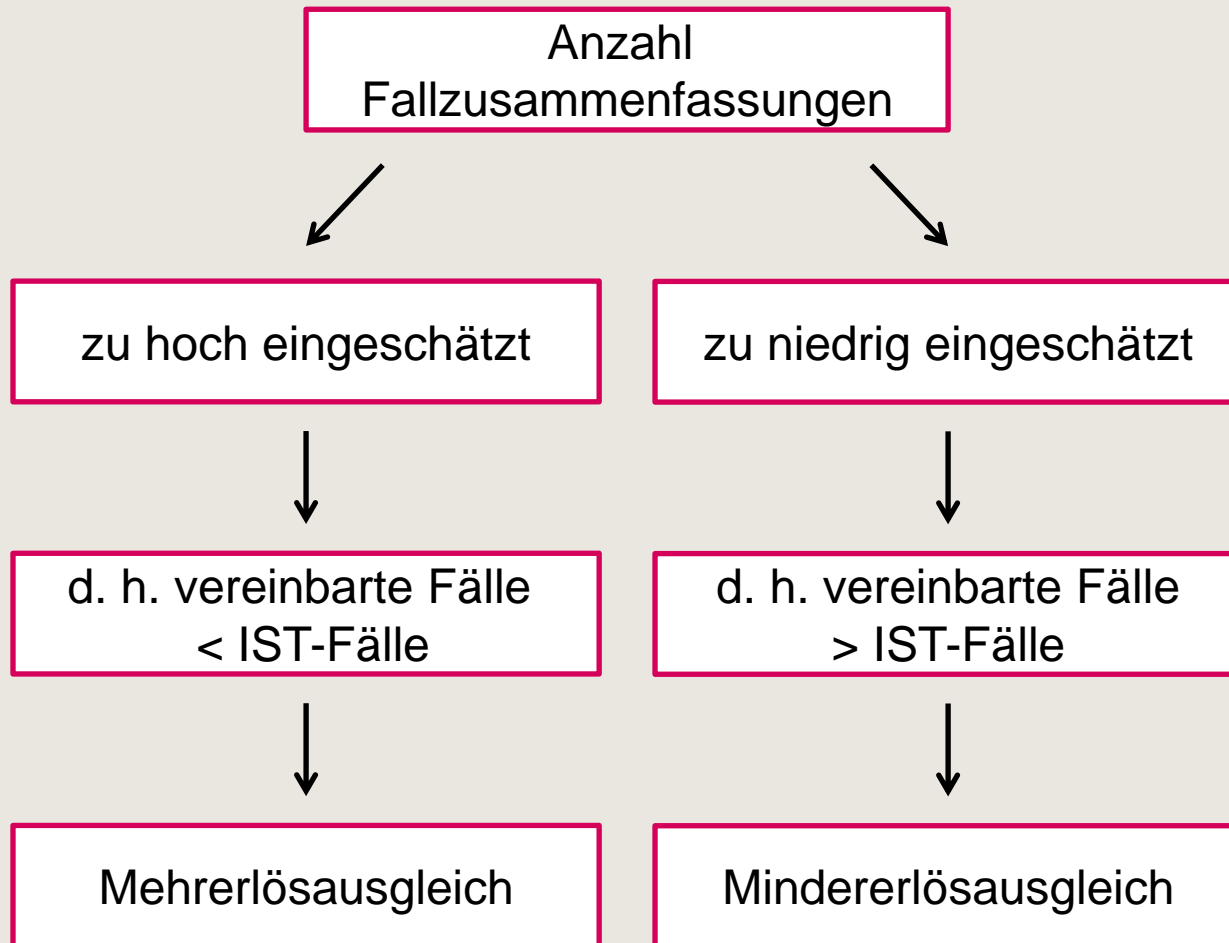 Anzahl
Fallzusammenfassungen
zu hoch eingeschätzt
zu niedrig eingeschätzt
d. h. vereinbarte Fälle
< IST-Fälle
d. h. vereinbarte Fälle
> IST-Fälle
Mehrerlösausgleich
Mindererlösausgleich